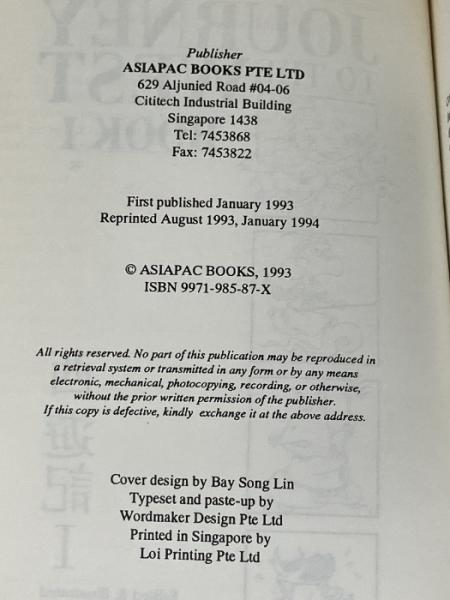 Publisher
ASIAPAC BOOKS PTE LTD
629 Aljunied Road #04-06
Cititech Industrial Building
Singapore 1438
Tel: 7453868
Fax: 7453822
First published January 1993
Reprinted August 1993, January 1994
© ASIAPAC BOOKS, 1993
ISBN 9971-985-87-X
All rights reserved. No part of this publication may be reproduced in
a retrieval system or transmitted in any form or by any means
electronic, mechanical, photocopying, recording, or otherwise,
without the prior written permission of the publisher.
If this copy is defective, kindly exchange it at the above address.
Cover design by Bay Song Lin
Typeset and paste-up by
Wordmaker Design Pte Ltd
Printed in Singapore by
Loi Printing Pte Ltd